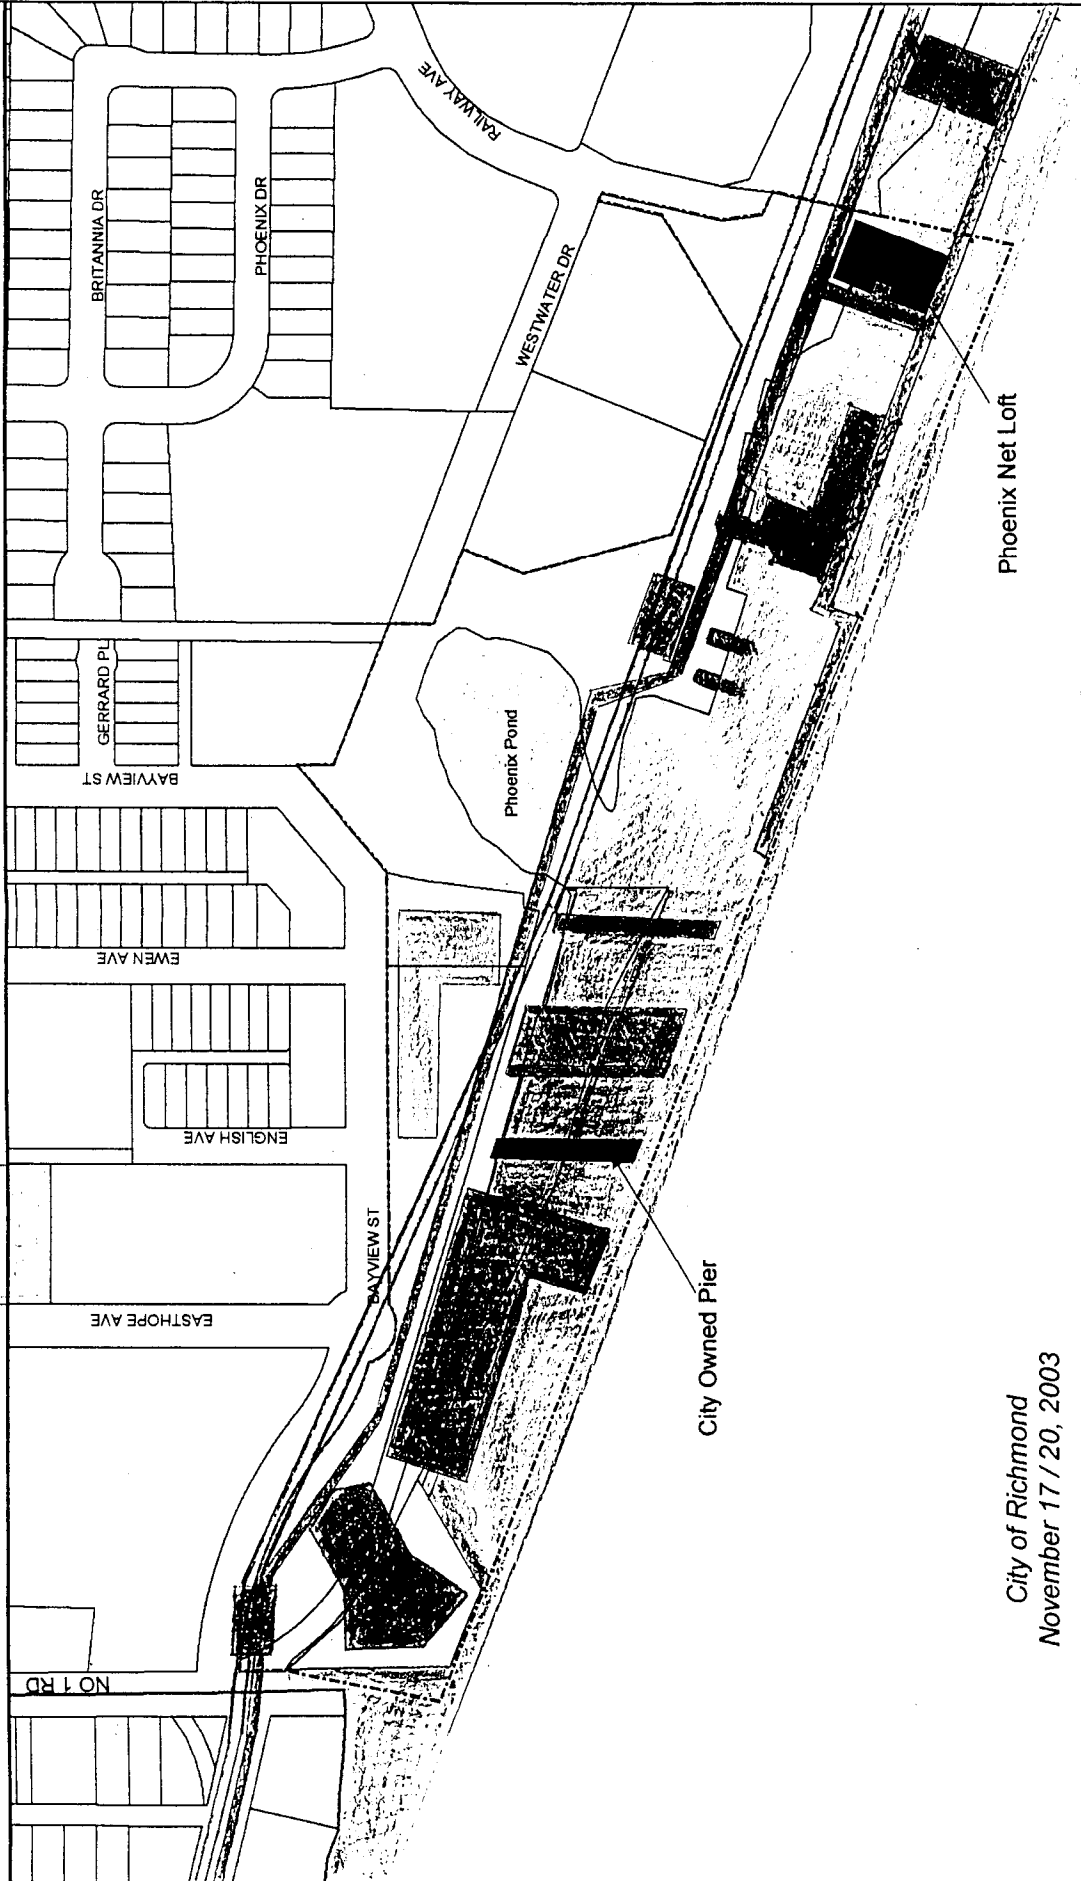 NO 1 RD
EASTHOPE AVE
BAYVIEW ST
ENGLISH AVE
EWEN AVE
BAYVIEW ST
GERRARD PL
BRITANNIA DR
PHOENIX DR
RAILWAY AVE
WESTWATER DR
Phoenix Pond
City Owned Pier
Phoenix Net Loft
City of Richmond
November 17 / 20, 2003